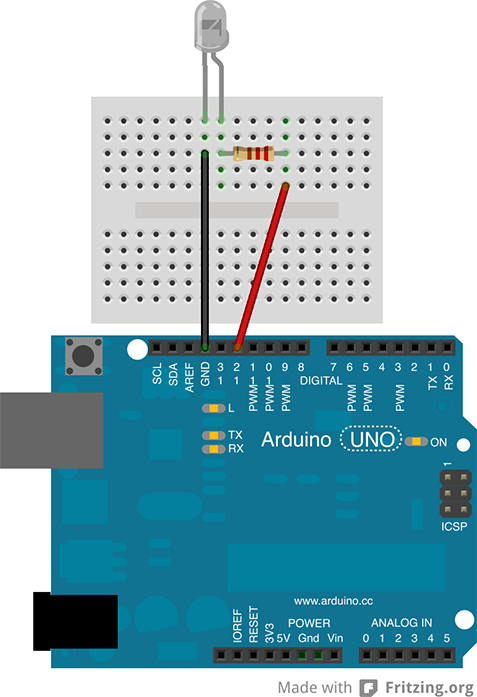 SCL SDA AREF GND 13 12 11 PWM 10 PWM 9 PWM 8 7 6 PWM 5 PWM 4 3 PWM 2 1 TX 0 RX
DIGITAL
L
TX
RX
Arduino UNO
ON
1
ICSP
www.arduino.cc
POWER ANALOG IN
IOREF RESET 3V3 5V Gnd Vin 0 1 2 3 4 5
Made with Fritzing.org